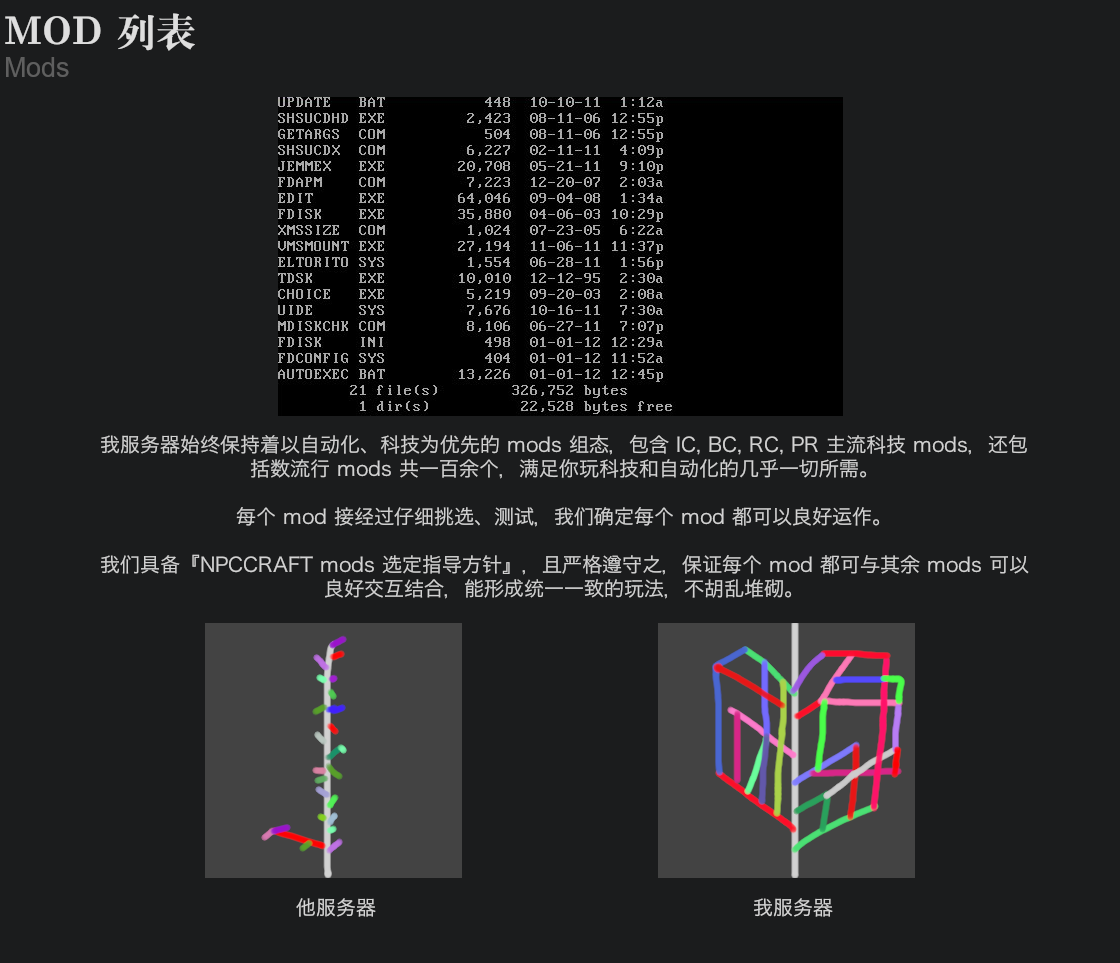 MOD 列表
Mods
UPDATE BAT 448 10-10-11 1:12a
SHSUCDHD EXE 2,423 08-11-06 12:55p
GETARGS COM 504 08-11-06 12:55p
SHSUCDX COM 6,227 02-11-11 4:09p
JEMMEX EXE 20,708 05-21-11 9:10p
FDAPM COM 7,223 12-20-07 2:03a
EDIT EXE 64,046 09-04-08 1:34a
FDISK EXE 35,880 04-06-03 10:29p
XMSSIZE COM 1,024 07-23-05 6:22a
VMSMOUNT EXE 27,194 11-06-11 11:37p
ELTORITO SYS 1,554 06-28-11 1:56p
TDSK EXE 10,010 12-12-95 2:30a
CHOICE EXE 5,219 09-20-03 2:08a
UIDE SYS 7,676 10-16-11 7:30a
MDISKCHK COM 8,106 06-27-11 7:07p
FDISK INI 498 01-01-12 12:29a
FDCONFIG SYS 404 01-01-12 11:52a
AUTOEXEC BAT 13,226 01-01-12 12:45p
21 file(s) 326,752 bytes
1 dir(s) 22,528 bytes free
我服务器始终保持着以自动化、科技为优先的 mods 组态，包含 IC, BC, RC, PR 主流科技 mods，还包
括数流行 mods 共一百余个，满足你玩科技和自动化的几乎一切所需。
每个 mod 接经过仔细挑选、测试，我们确定每个 mod 都可以良好运作。
我们具备『NPCCRAFT mods 选定指导方针』，且严格遵守之，保证每个 mod 都可与其余 mods 可以
良好交互结合，能形成统一一致的玩法，不胡乱堆砌。
他服务器
我服务器